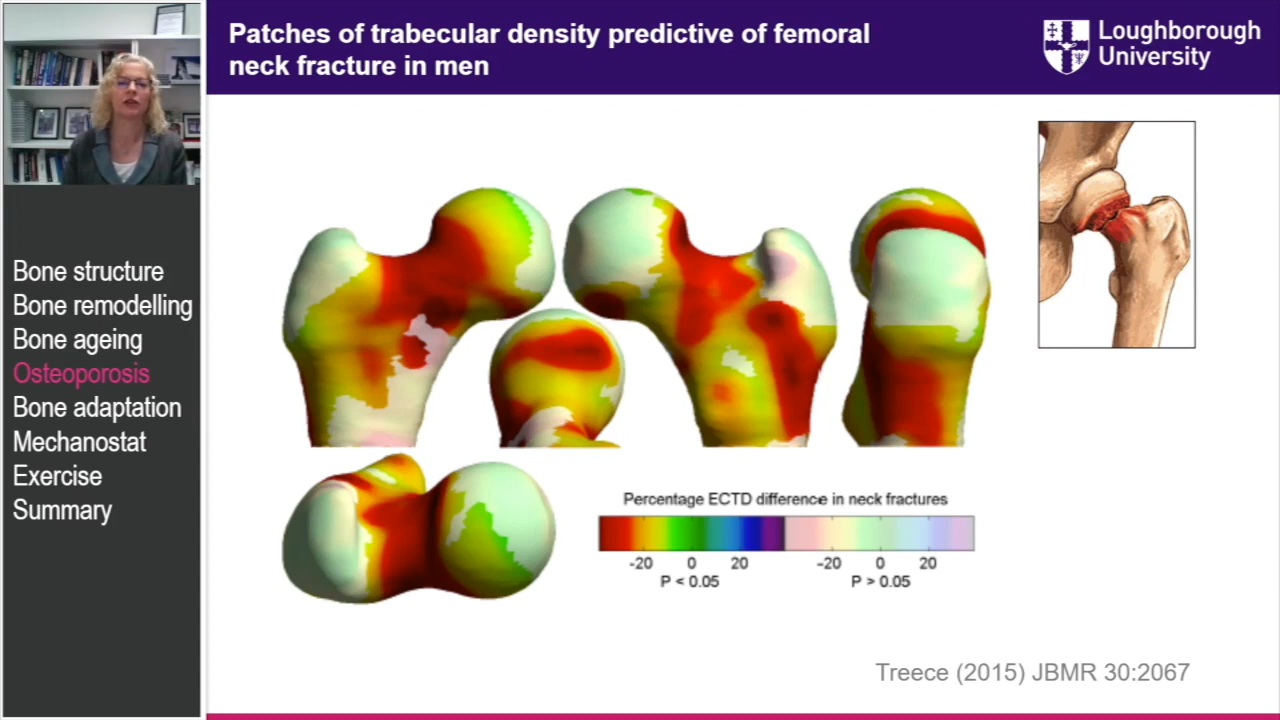 Patches of trabecular density predictive of femoral
neck fracture in men
Loughborough
University
Bone structure
Bone remodelling
Bone ageing
Osteoporosis
Bone adaptation
Mechanostat
Exercise
Summary
Percentage ECTD difference in neck fractures
-20 0 20 -20 0 20
P < 0.05 P > 0.05
Treece (2015) JBMR 30:2067